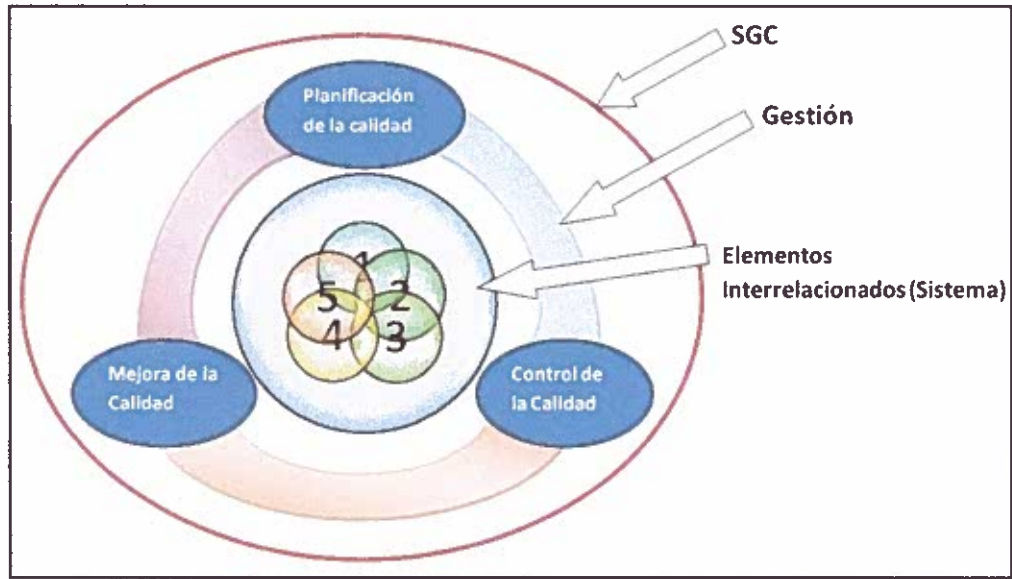 SGC
Planificación
de la calidad
Gestión
1
5
2
4
3
Elementos
Interrelacionados (Sistema)
Mejora de la
Calidad
Control de
la Calidad